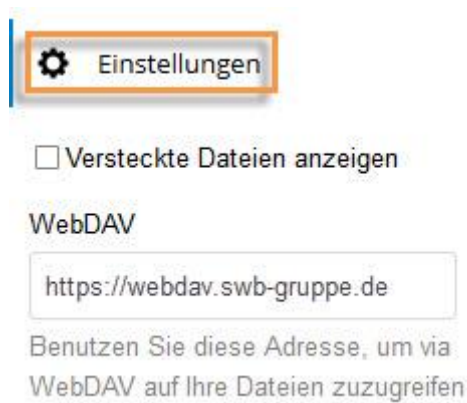 Einstellungen
Versteckte Dateien anzeigen
WebDAV
https://webdav.swb-gruppe.de
Benutzen Sie diese Adresse, um via
WebDAV auf Ihre Dateien zuzugreifen